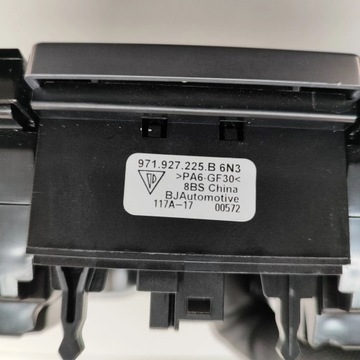 971.927.225.B 6N3
>PA6-GF30<
8BS China
BJAutomotive
117A-17 00572